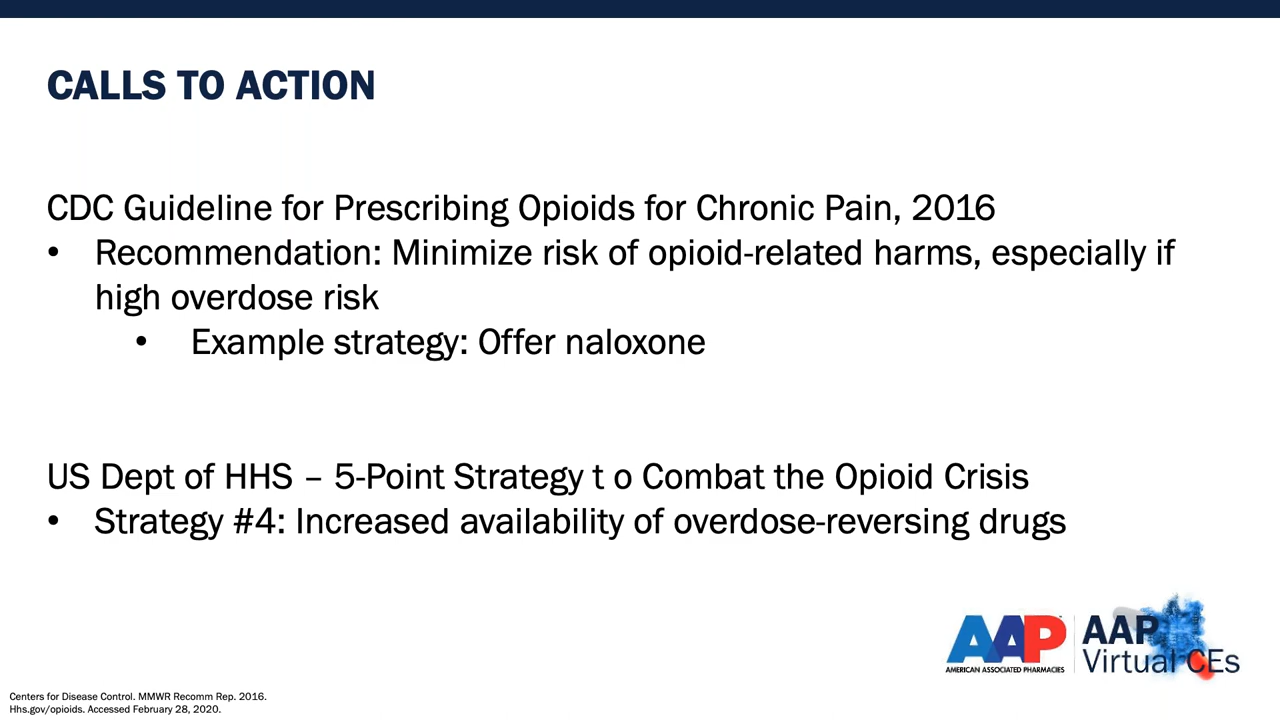 CALLS TO ACTION
CDC Guideline for Prescribing Opioids for Chronic Pain, 2016
• Recommendation: Minimize risk of opioid-related harms, especially if
high overdose risk
• Example strategy: Offer naloxone
US Dept of HHS – 5-Point Strategy t o Combat the Opioid Crisis
• Strategy #4: Increased availability of overdose-reversing drugs
AAP
AMERICAN ASSOCIATED PHARMACIES
AAP
Virtual CEs
Centers for Disease Control. MMWR Recomm Rep. 2016.
Hhs.gov/opioids. Accessed February 28, 2020.